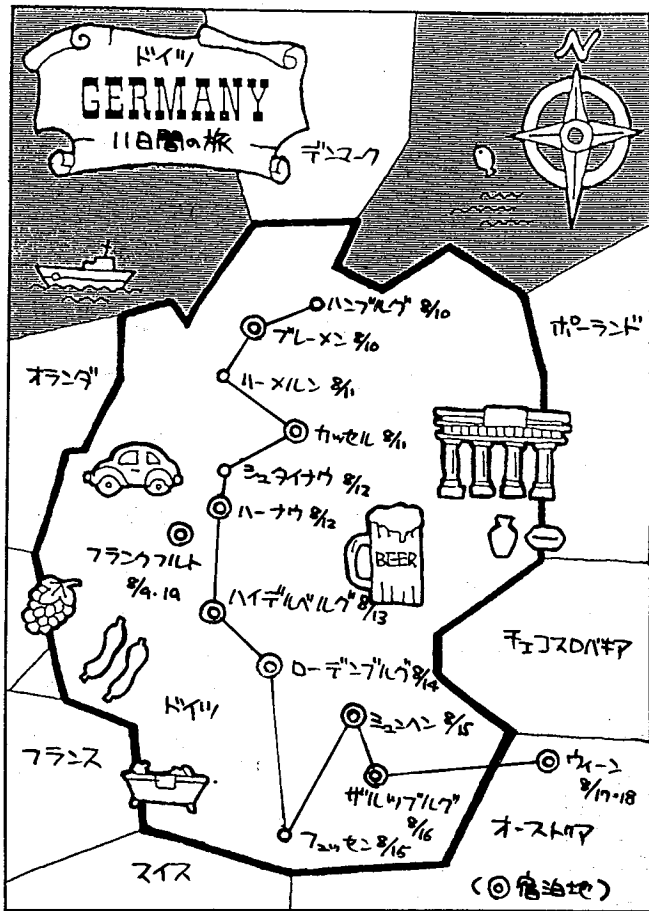 ドイツ
GERMANY
11日間の旅
N
デンマーク
ハンブルグ 8/10
ブレーメン 8/10
ポーランド
オランダ
ハーメルン 8/11
カッセル 8/11
シュタイナウ 8/12
ハーナウ 8/12
フランクフルト
8/9.19
BEER
ハイデルベルグ 8/13
チェコスロバキア
ローデンブルグ 8/14
ドイツ
ミュンヘン 8/15
フランス
ウィーン
8/17・18
ザルツブルグ
8/16
オーストリア
フュッセン 8/15
スイス
(◎宿泊地)